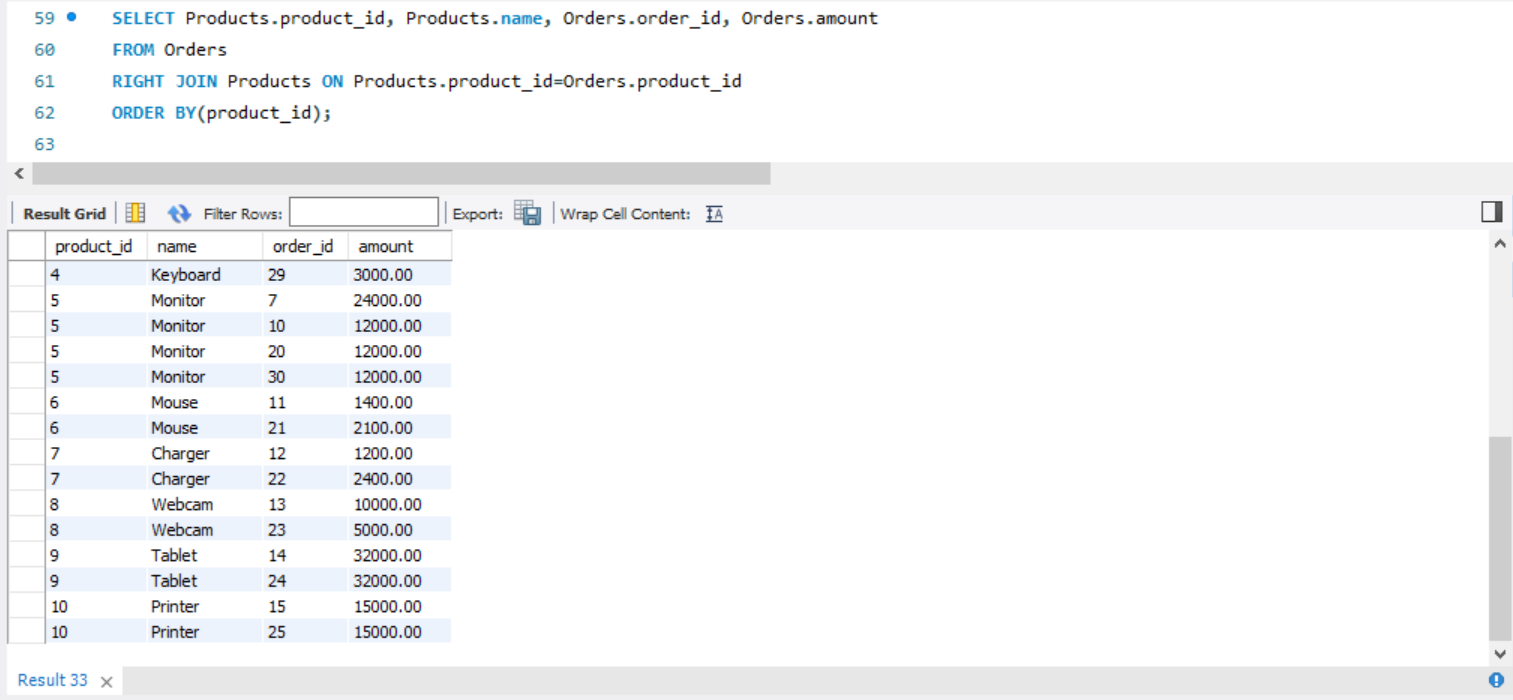 59 SELECT Products.product_id, Products.name, Orders.order_id, Orders.amount
60 FROM Orders
61 RIGHT JOIN Products ON Products.product_id=Orders.product_id
62 ORDER BY(product_id);
63
Result Grid Filter Rows: Export: Wrap Cell Content: IA
product_id name order_id amount
4 Keyboard 29 3000.00
5 Monitor 7 24000.00
5 Monitor 10 12000.00
5 Monitor 20 12000.00
5 Monitor 30 12000.00
6 Mouse 11 1400.00
6 Mouse 21 2100.00
7 Charger 12 1200.00
7 Charger 22 2400.00
8 Webcam 13 10000.00
8 Webcam 23 5000.00
9 Tablet 14 32000.00
9 Tablet 24 32000.00
10 Printer 15 15000.00
10 Printer 25 15000.00
Result 33